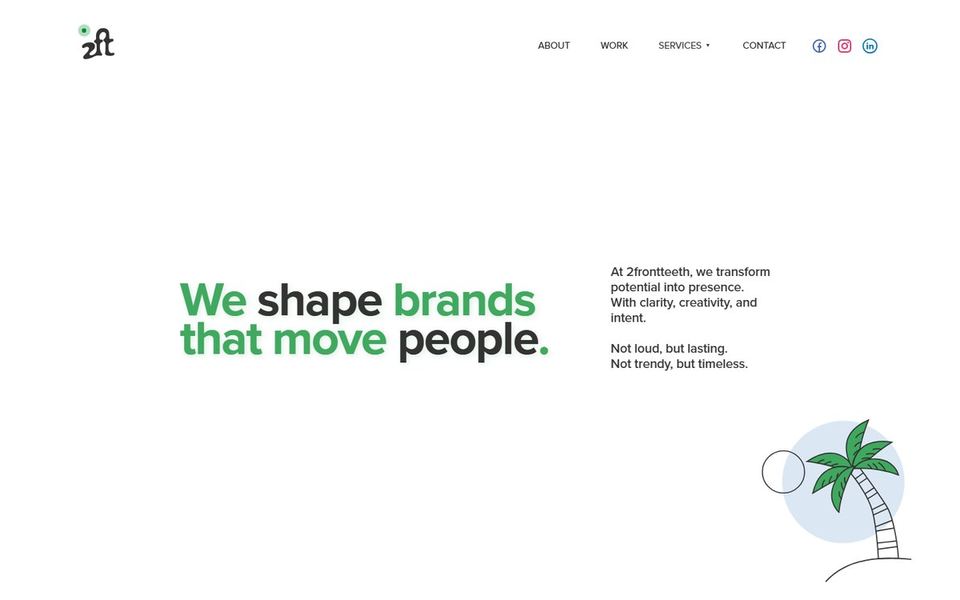 2ft
ABOUT
WORK
SERVICES
CONTACT
We shape brands
that move people.
At 2frontteeth, we transform
potential into presence.
With clarity, creativity, and
intent.
Not loud, but lasting.
Not trendy, but timeless.